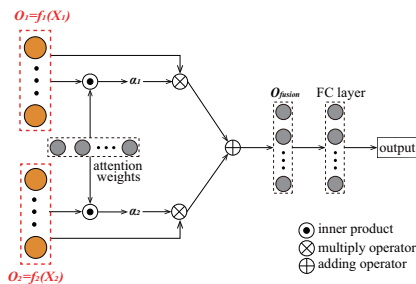 O₁=f₁(X₁)
α₁
attention
weights
α₂
O₂=f₂(X₂)
Ofusion
FC layer
output
inner product
multiply operator
adding operator